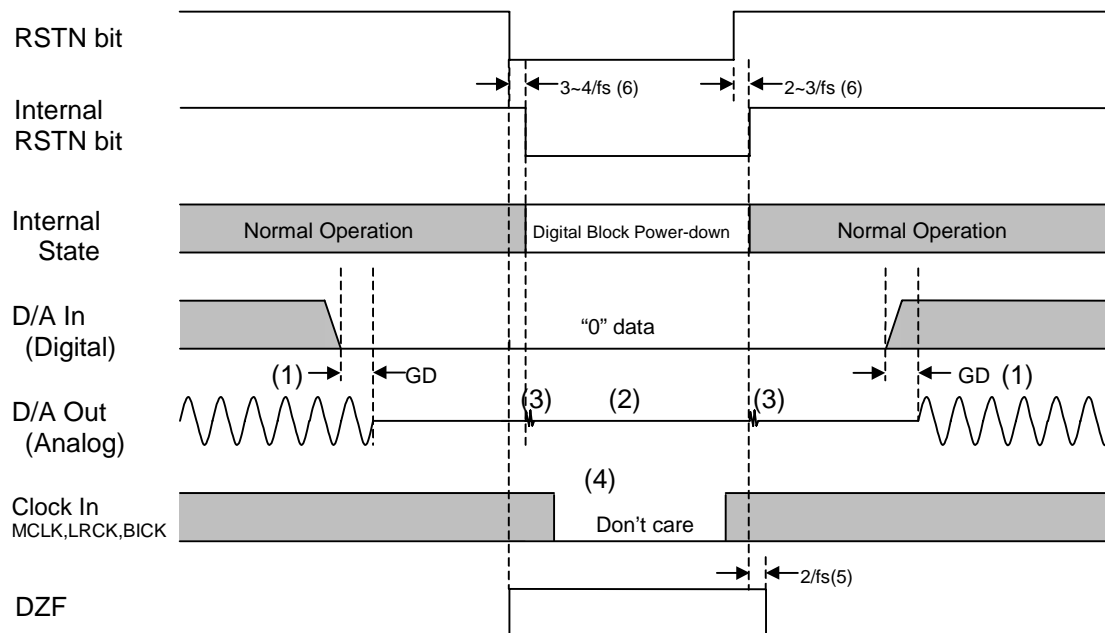 RSTN bit
3~4/fs (6)
2~3/fs (6)
Internal
RSTN bit
Internal
State
Normal Operation
Digital Block Power-down
Normal Operation
D/A In
(Digital)
“0” data
(1)
GD
GD
(1)
D/A Out
(Analog)
(3)
(2)
(3)
(4)
Clock In
MCLK,LRCK,BICK
Don’t care
2/fs(5)
DZF